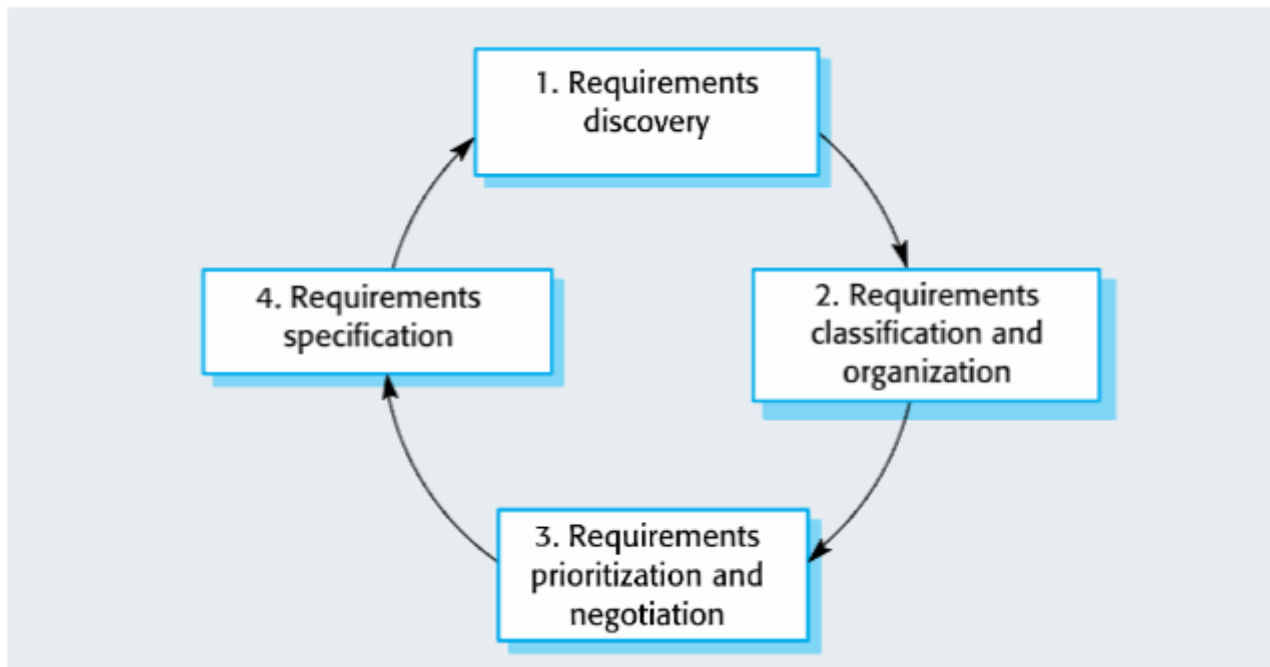 1. Requirements
discovery
2. Requirements
classification and
organization
3. Requirements
prioritization and
negotiation
4. Requirements
specification